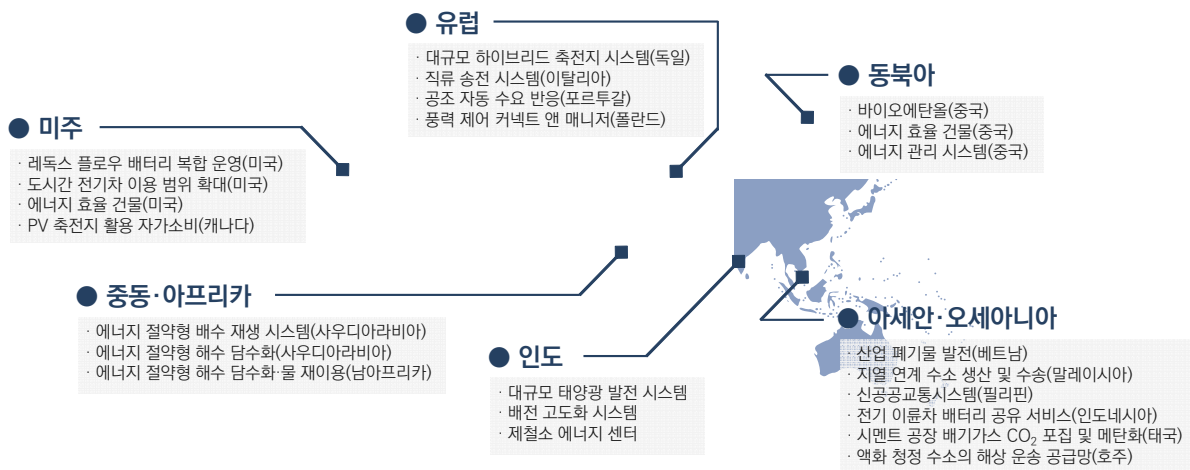 유럽
· 대규모 하이브리드 축전지 시스템(독일)
· 직류 송전 시스템(이탈리아)
· 공조 자동 수요 반응(포르투갈)
· 풍력 제어 커넥트 앤 매니저(폴란드)
동북아
· 바이오에탄올(중국)
· 에너지 효율 건물(중국)
· 에너지 관리 시스템(중국)
미주
· 레독스 플로우 배터리 복합 운영(미국)
· 도시간 전기차 이용 범위 확대(미국)
· 에너지 효율 건물(미국)
· PV 축전지 활용 자가소비(캐나다)
중동·아프리카
· 에너지 절약형 배수 재생 시스템(사우디아라비아)
· 에너지 절약형 해수 담수화(사우디아라비아)
· 에너지 절약형 해수 담수화·물 재이용(남아프리카)
인도
· 대규모 태양광 발전 시스템
· 배전 고도화 시스템
· 제철소 에너지 센터
아세안·오세아니아
· 산업 폐기물 발전(베트남)
· 지열 연계 수소 생산 및 수송(말레이시아)
· 신공공교통시스템(필리핀)
· 전기 이륜차 배터리 공유 서비스(인도네시아)
· 시멘트 공장 배기가스 CO₂ 포집 및 메탄화(태국)
· 액화 청정 수소의 해상 운송 공급망(호주)